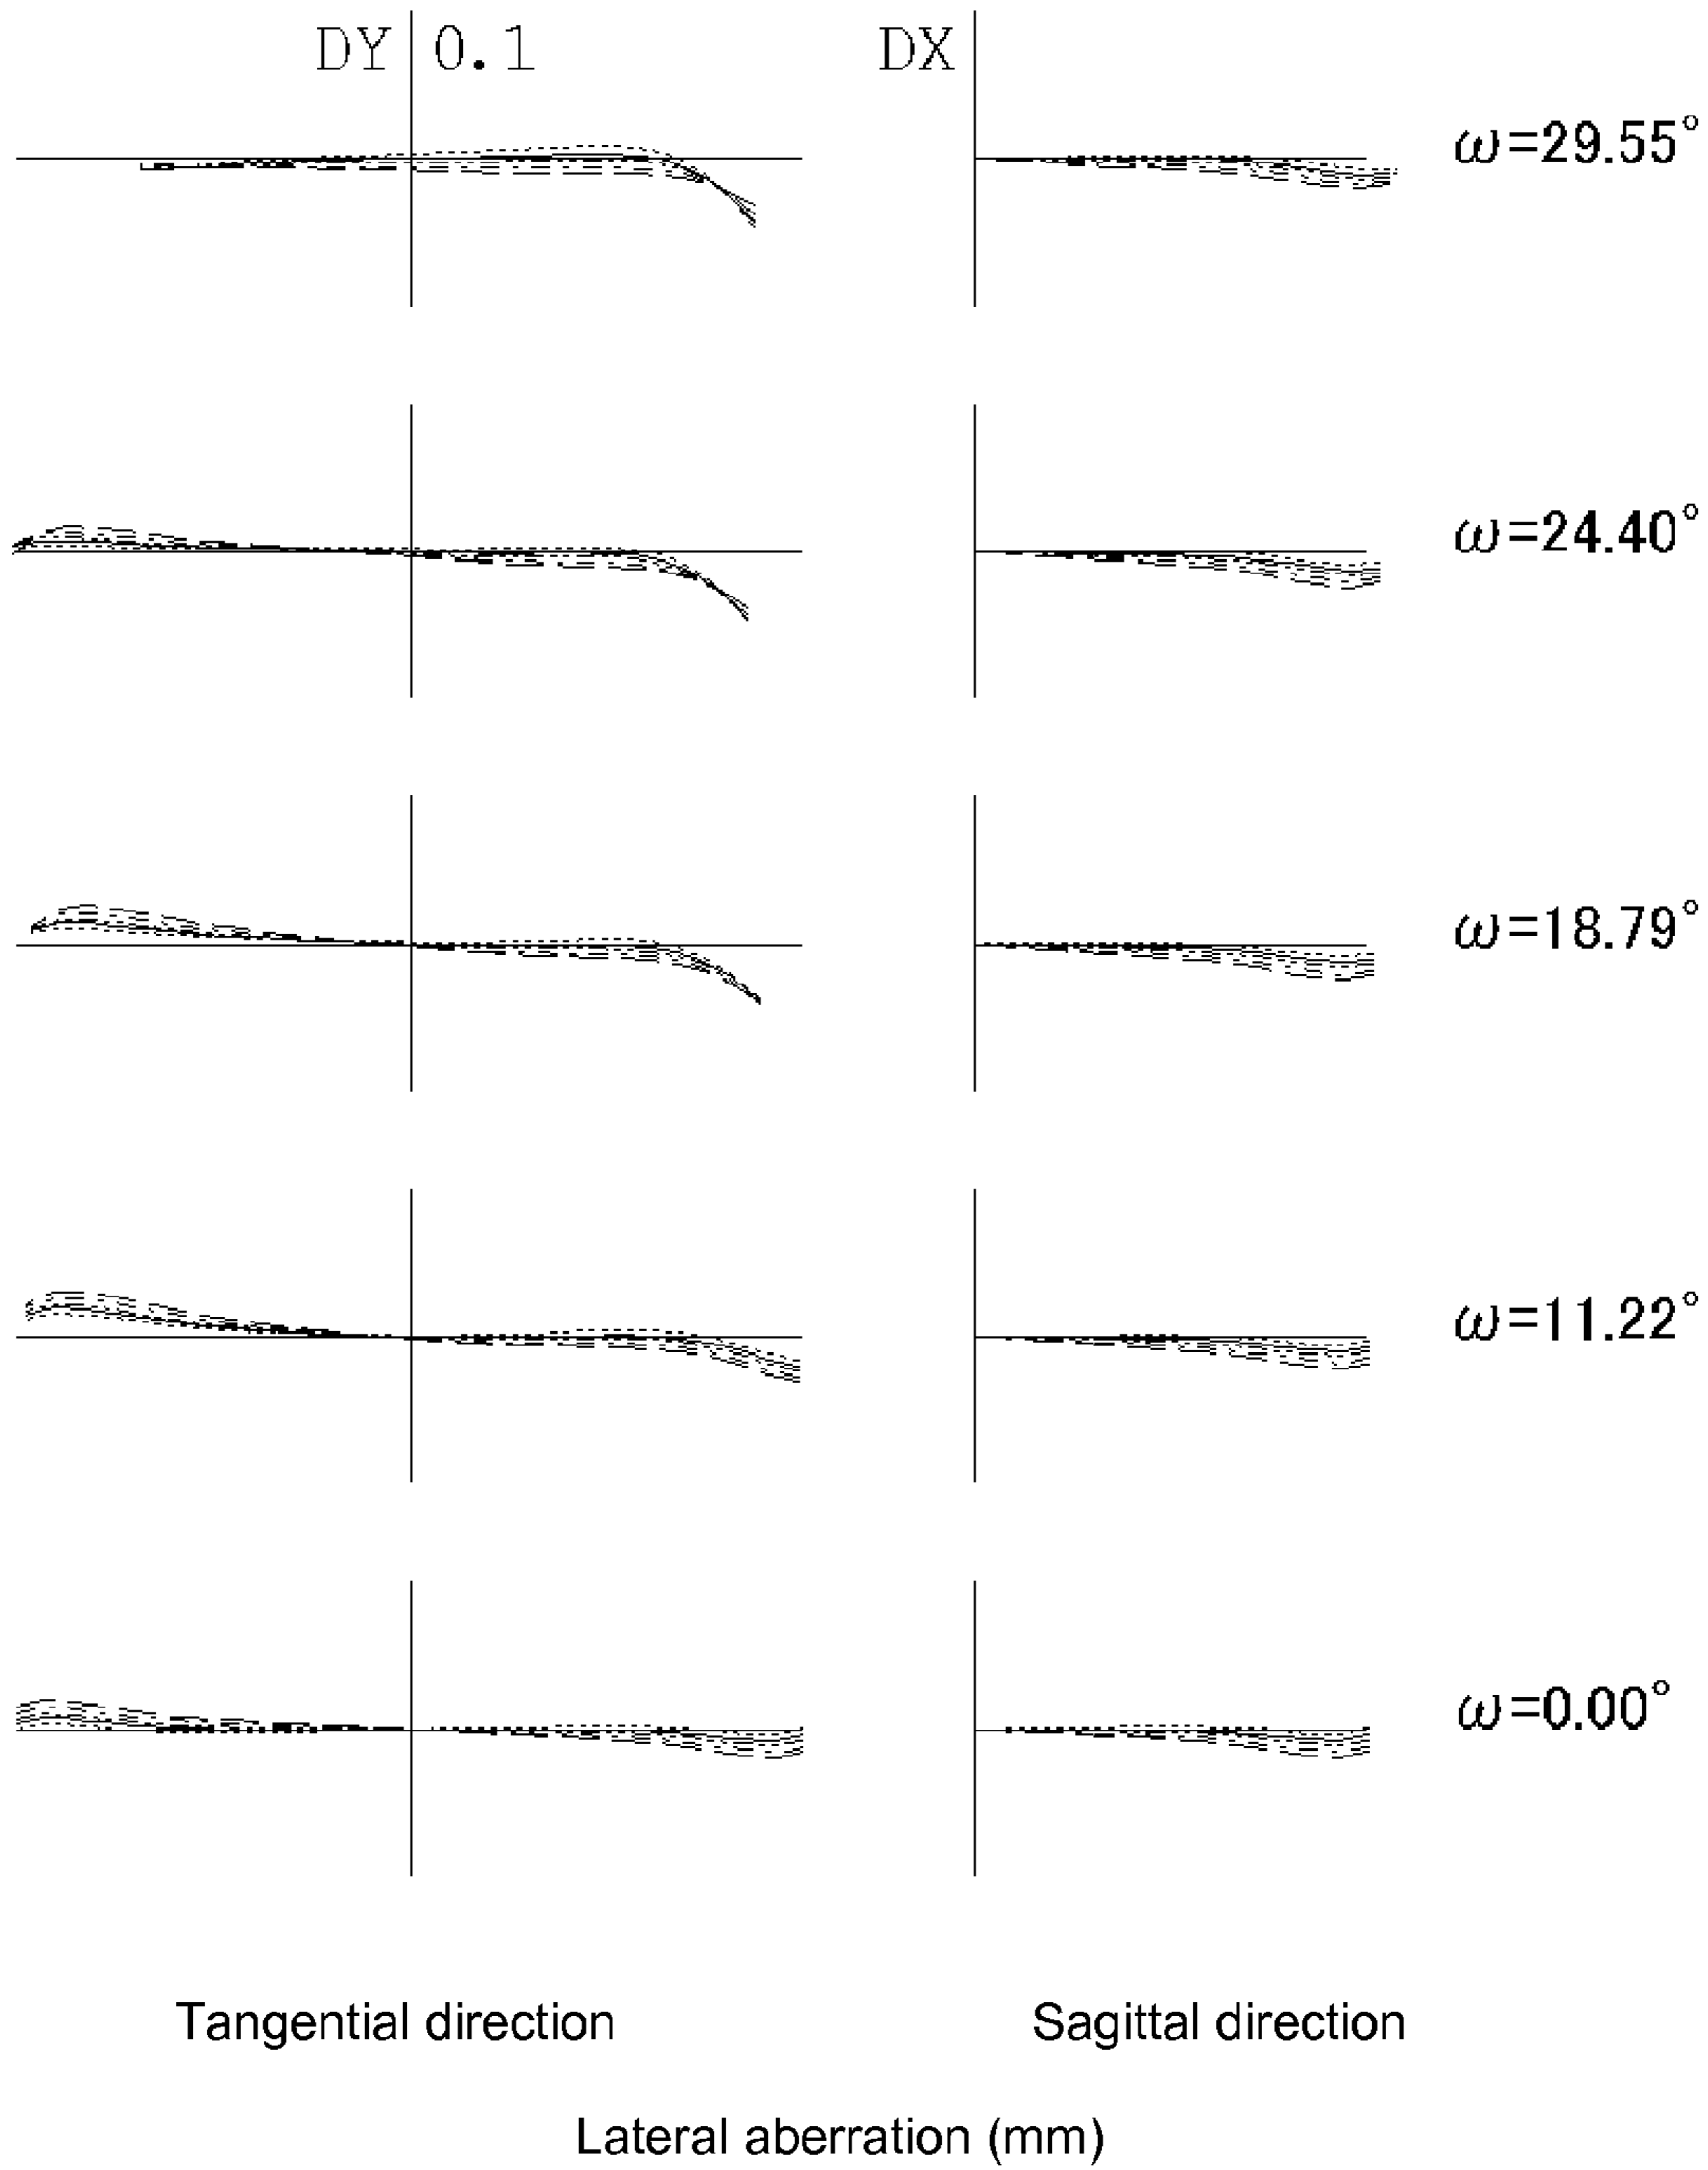 DY 0.1 DX
ω=29.55°
ω=24.40°
ω=18.79°
ω=11.22°
ω=0.00°
Tangential direction Sagittal direction
Lateral aberration (mm)